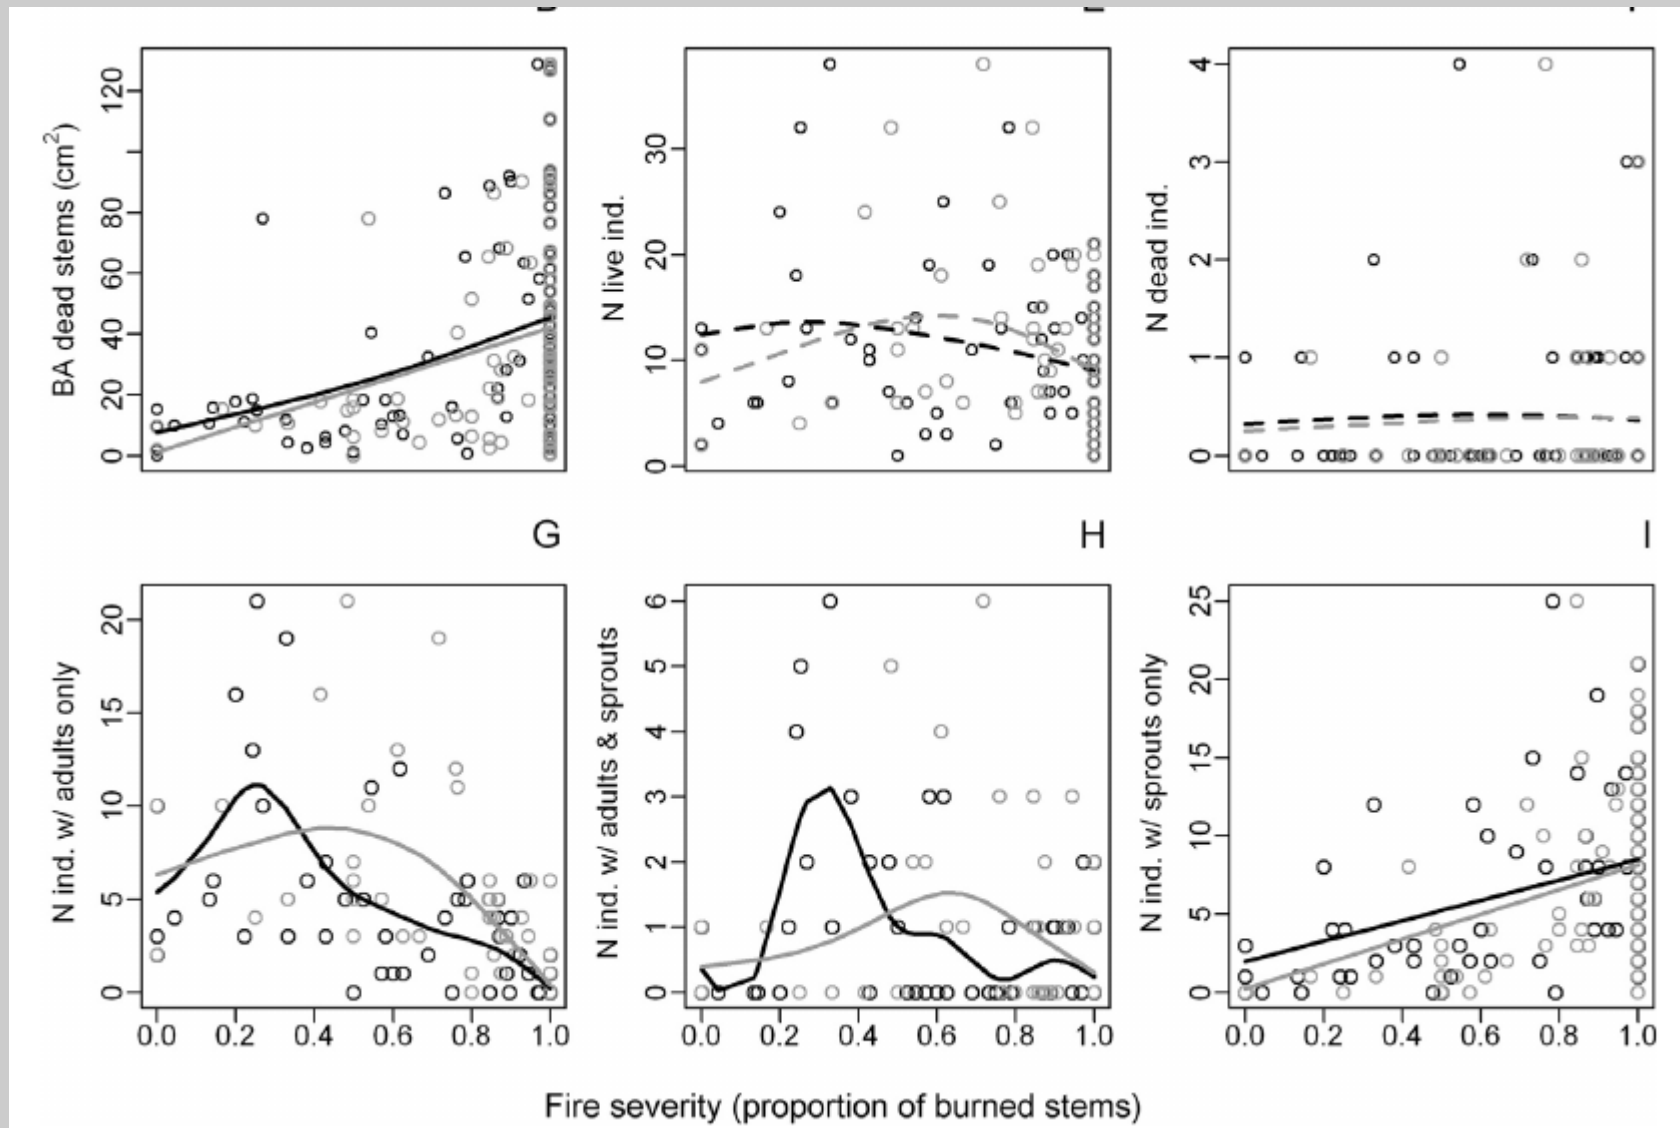 BA dead stems (cm²)
120
80
60
40
20
0
N live ind.
30
20
10
0
N dead ind.
4
3
2
1
0
G
N ind. w/ adults only
20
15
10
5
0
0.0 0.2 0.4 0.6 0.8 1.0
H
N ind. w/ adults & sprouts
6
5
4
3
2
1
0
0.0 0.2 0.4 0.6 0.8 1.0
I
N ind. w/ sprouts only
25
20
15
10
5
0
0.0 0.2 0.4 0.6 0.8 1.0
Fire severity (proportion of burned stems)